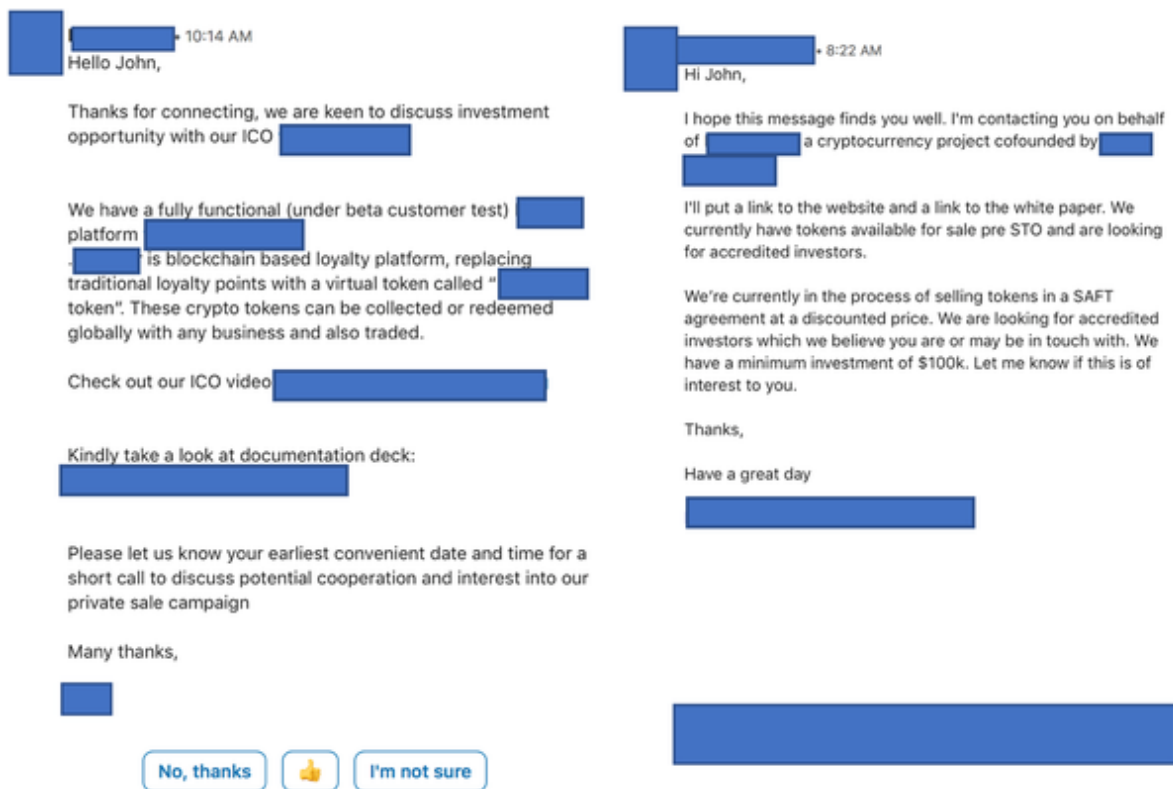 10:14 AM
Hello John,
Thanks for connecting, we are keen to discuss investment
opportunity with our ICO
We have a fully functional (under beta customer test)
platform
. is blockchain based loyalty platform, replacing
traditional loyalty points with a virtual token called “
token”. These crypto tokens can be collected or redeemed
globally with any business and also traded.
Check out our ICO video
Kindly take a look at documentation deck:
Please let us know your earliest convenient date and time for a
short call to discuss potential cooperation and interest into our
private sale campaign
Many thanks,
No, thanks
👍
I'm not sure
• 8:22 AM
Hi John,
I hope this message finds you well. I'm contacting you on behalf
of a cryptocurrency project cofounded by
I'll put a link to the website and a link to the white paper. We
currently have tokens available for sale pre STO and are looking
for accredited investors.
We're currently in the process of selling tokens in a SAFT
agreement at a discounted price. We are looking for accredited
investors which we believe you are or may be in touch with. We
have a minimum investment of $100k. Let me know if this is of
interest to you.
Thanks,
Have a great day